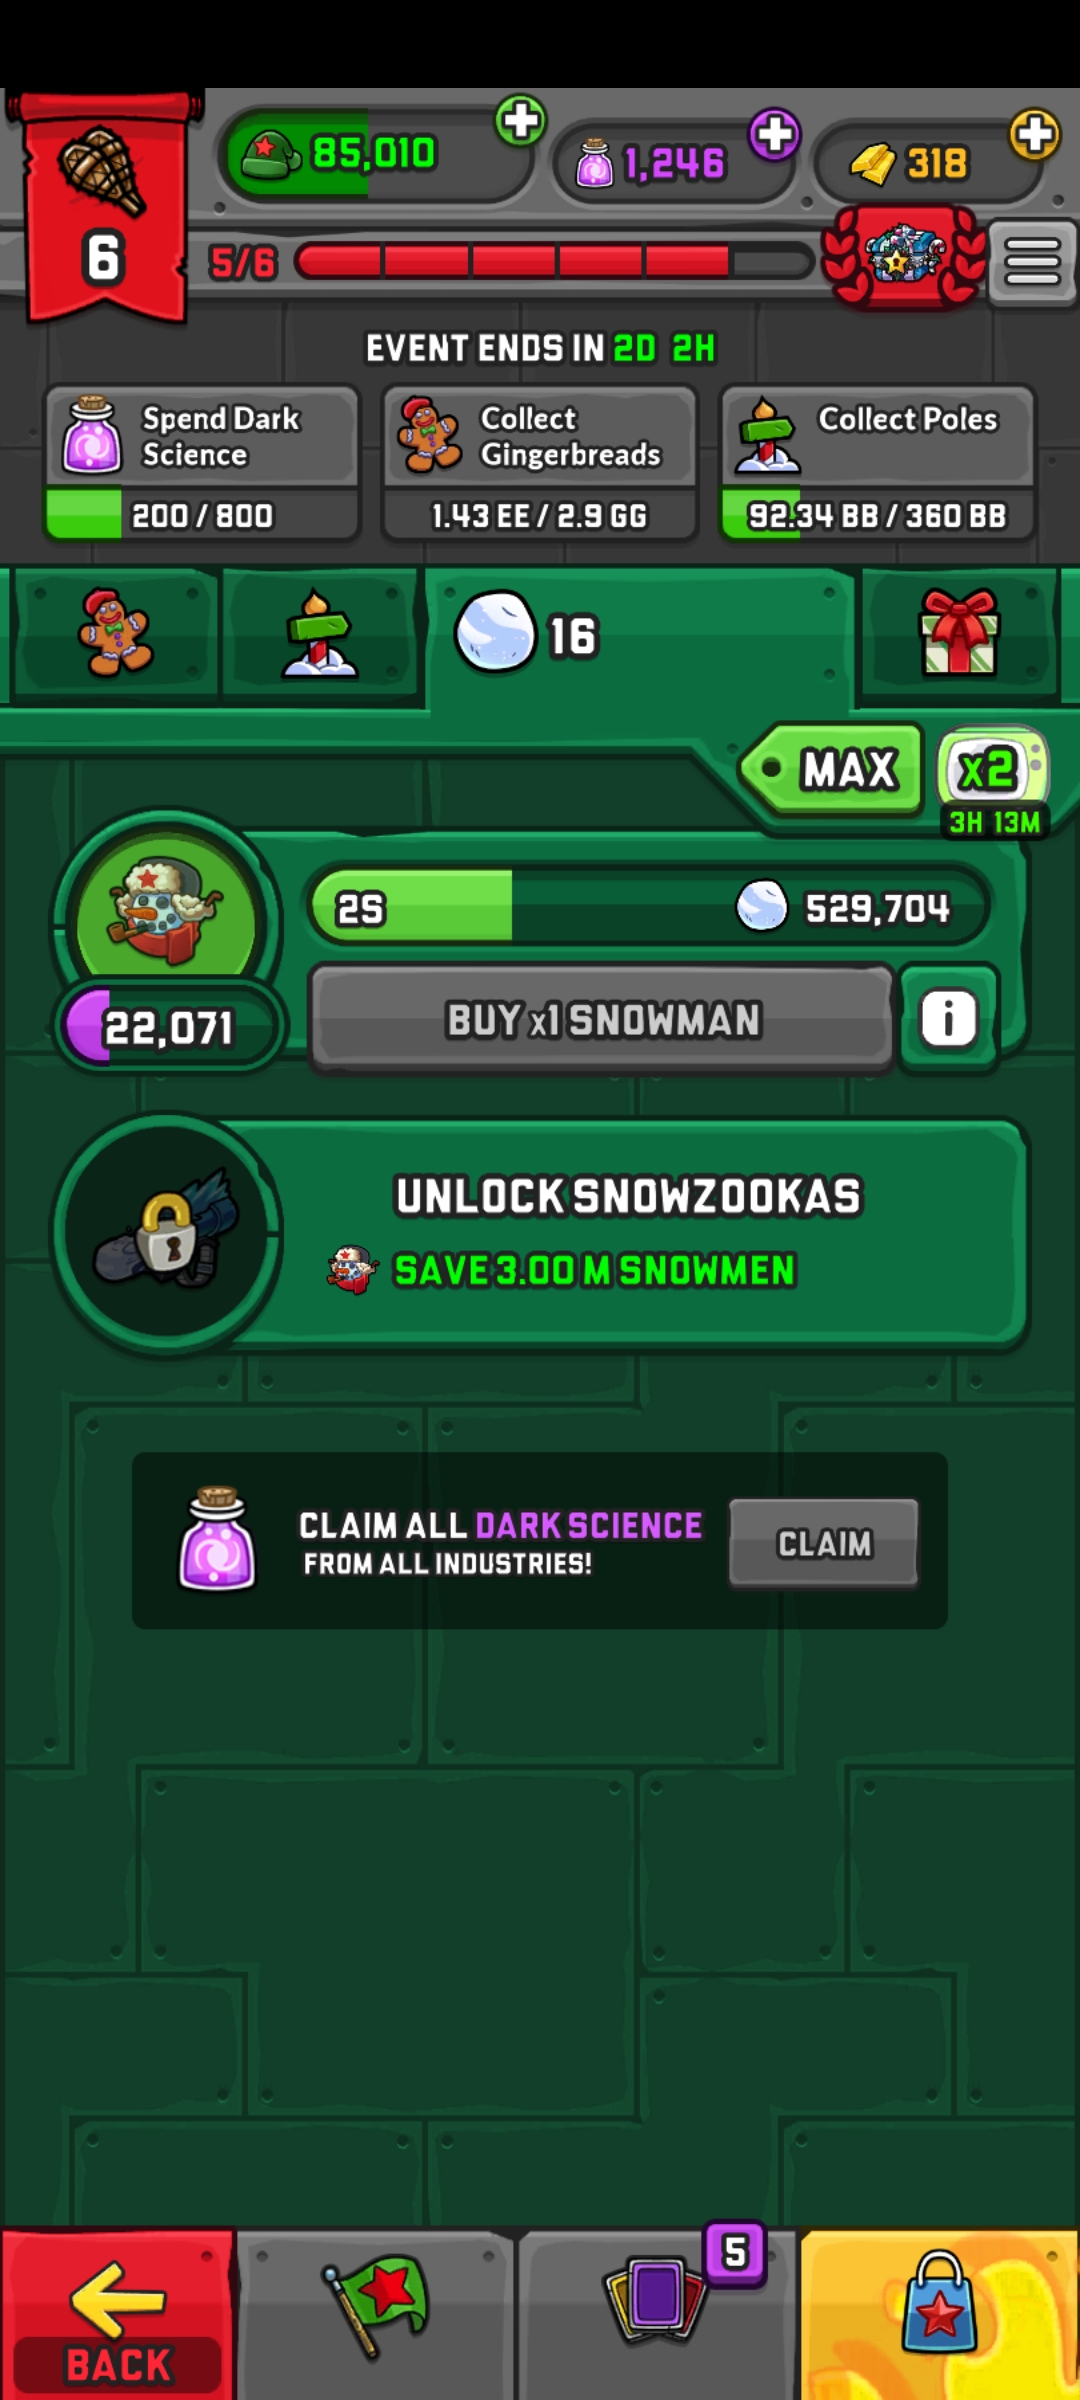 85,010
1,246
318
6
5/6
EVENT ENDS IN 2D 2H
Spend Dark
Science
200 / 800
Collect
Gingerbreads
1.43 EE / 2.9 GG
Collect Poles
92.34 BB / 360 BB
16
MAX
x2
3H 13M
2S
529,704
22,071
BUY x1 SNOWMAN
i
UNLOCK SNOWZOOKAS
SAVE 3.00 M SNOWMEN
CLAIM ALL DARK SCIENCE
FROM ALL INDUSTRIES!
CLAIM
5
BACK